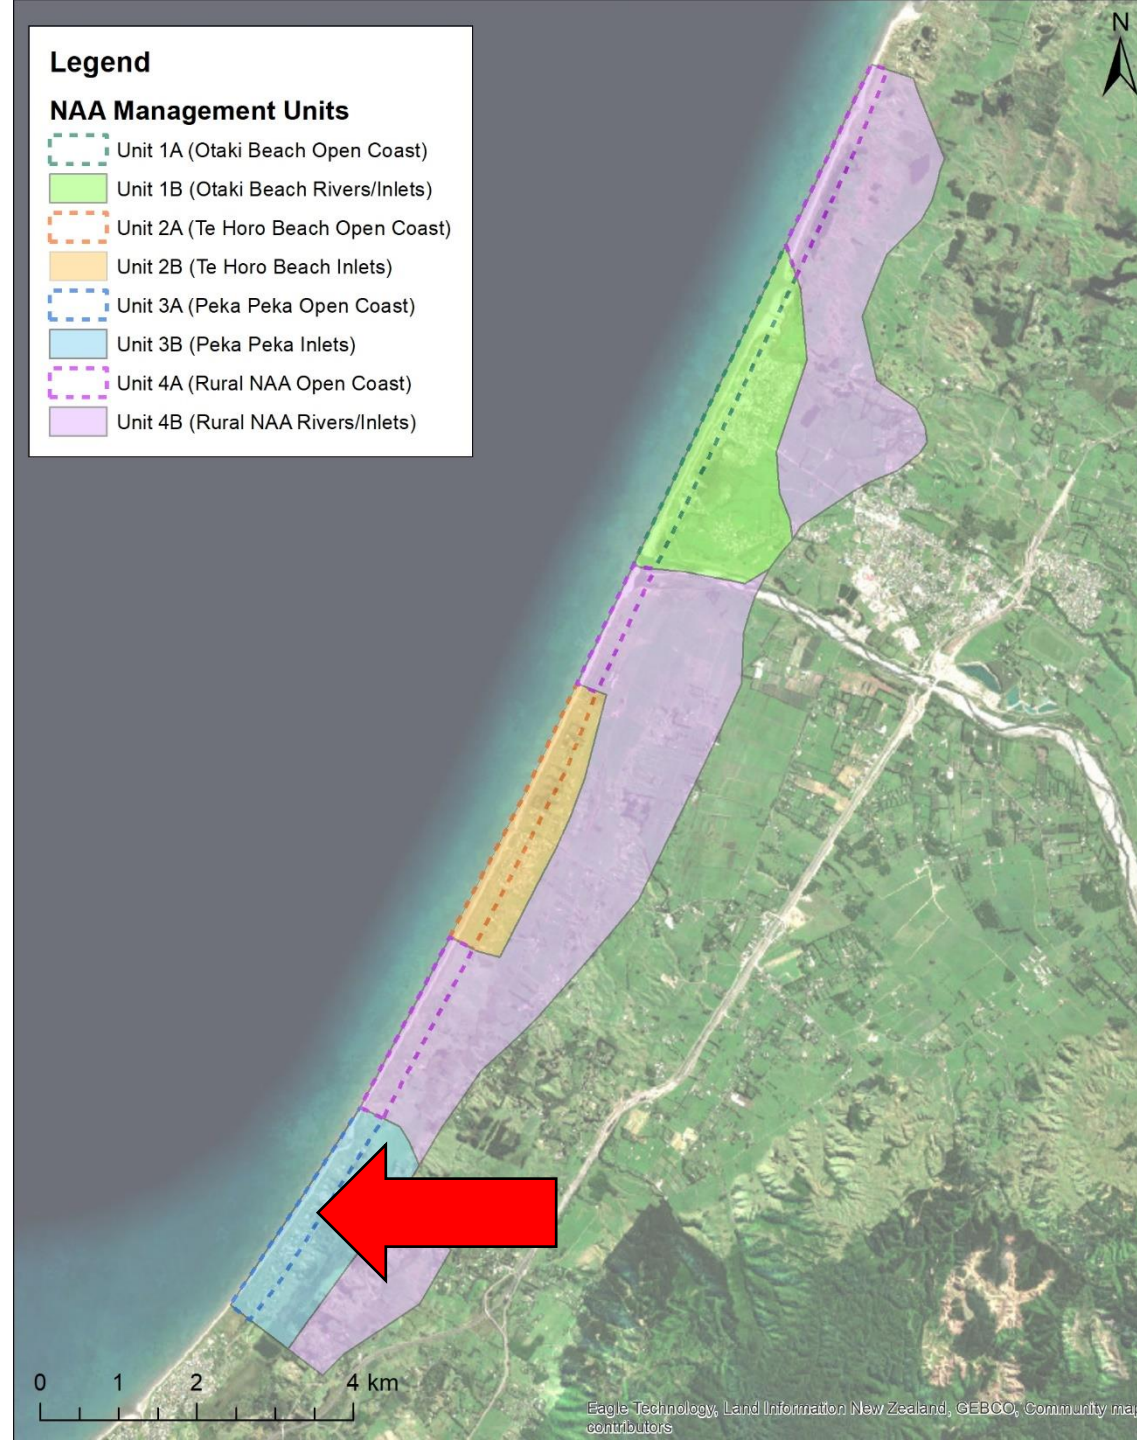 N
Legend
NAA Management Units
Unit 1A (Otaki Beach Open Coast)
Unit 1B (Otaki Beach Rivers/Inlets)
Unit 2A (Te Horo Beach Open Coast)
Unit 2B (Te Horo Beach Inlets)
Unit 3A (Peka Peka Open Coast)
Unit 3B (Peka Peka Inlets)
Unit 4A (Rural NAA Open Coast)
Unit 4B (Rural NAA Rivers/Inlets)
0 1 2 4 km
Eagle Technology, Land Information New Zealand, GEBCO, Community map
contributors